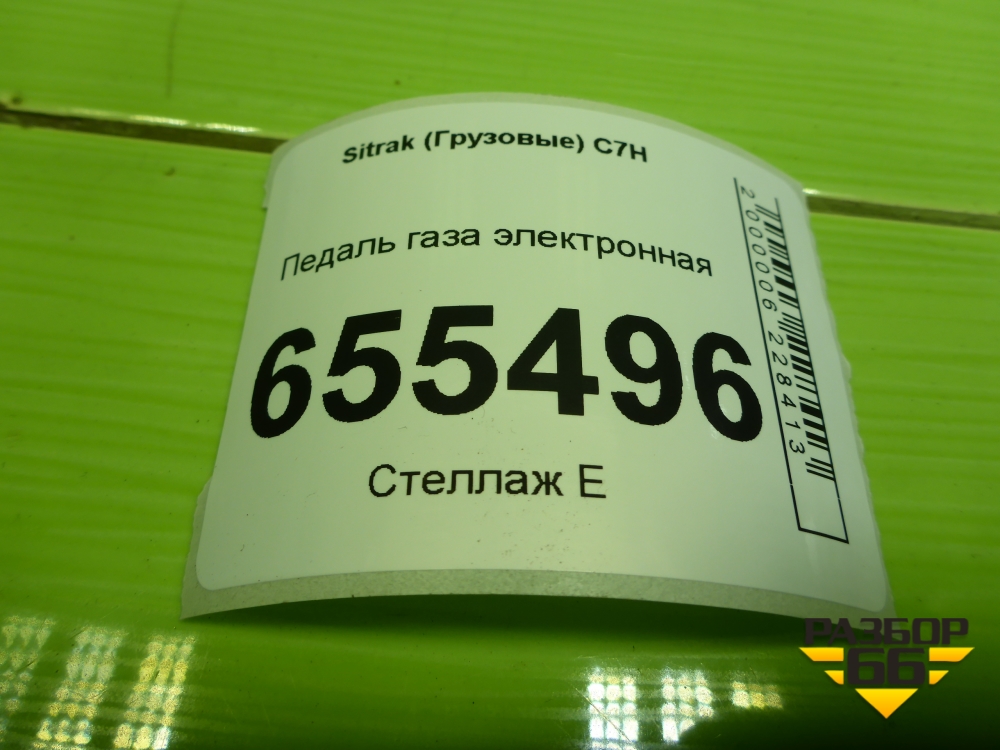 Sitrak (Грузовые) C7H
Педаль газа электронная
655496
Стеллаж Е
2000006228413
РАЗБОР
66